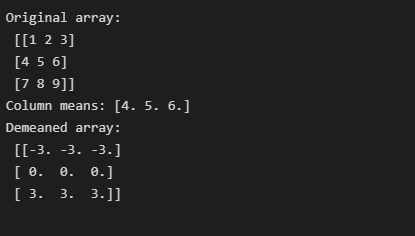 Original array:
 [[1 2 3]
 [4 5 6]
 [7 8 9]]
Column means: [4. 5. 6.]
Demeaned array:
 [[-3. -3. -3.]
 [ 0.  0.  0.]
 [ 3.  3.  3.]]